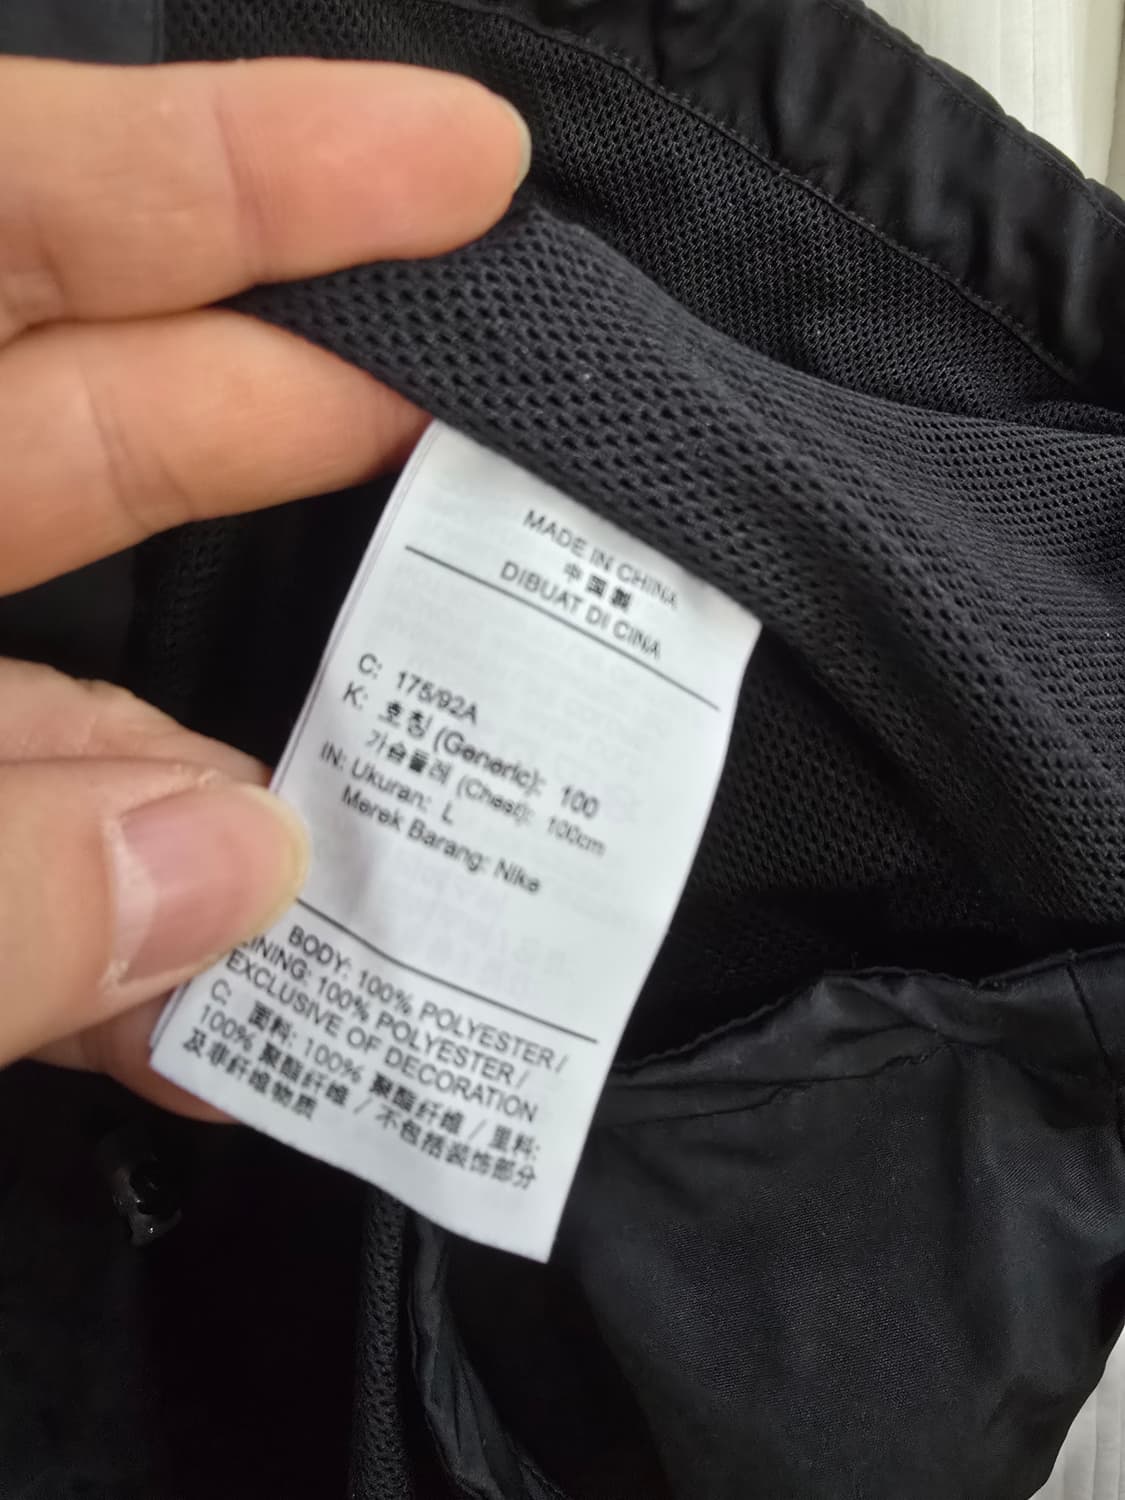 MADE IN CHINA
中国製
DIBUAT DI CINA
C: 175/92A
K: 호칭 (Generic): 100
가슴둘레 (Chest): 100cm
IN: Ukuran: L
Merek Barang: Nike
BODY: 100% POLYESTER /
LINING: 100% POLYESTER /
EXCLUSIVE OF DECORATION
C: 面料: 100% 聚酯纤维 / 里料:
100% 聚酯纤维 / 不包括装饰部分
及非纤维物质